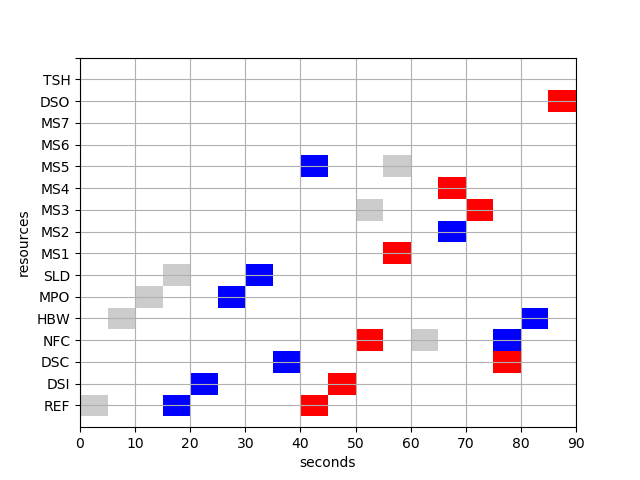 TSH
DSO
MS7
MS6
MS5
MS4
MS3
MS2
MS1
SLD
MPO
HBW
NFC
DSC
DSI
REF
resources
0 10 20 30 40 50 60 70 80 90
seconds